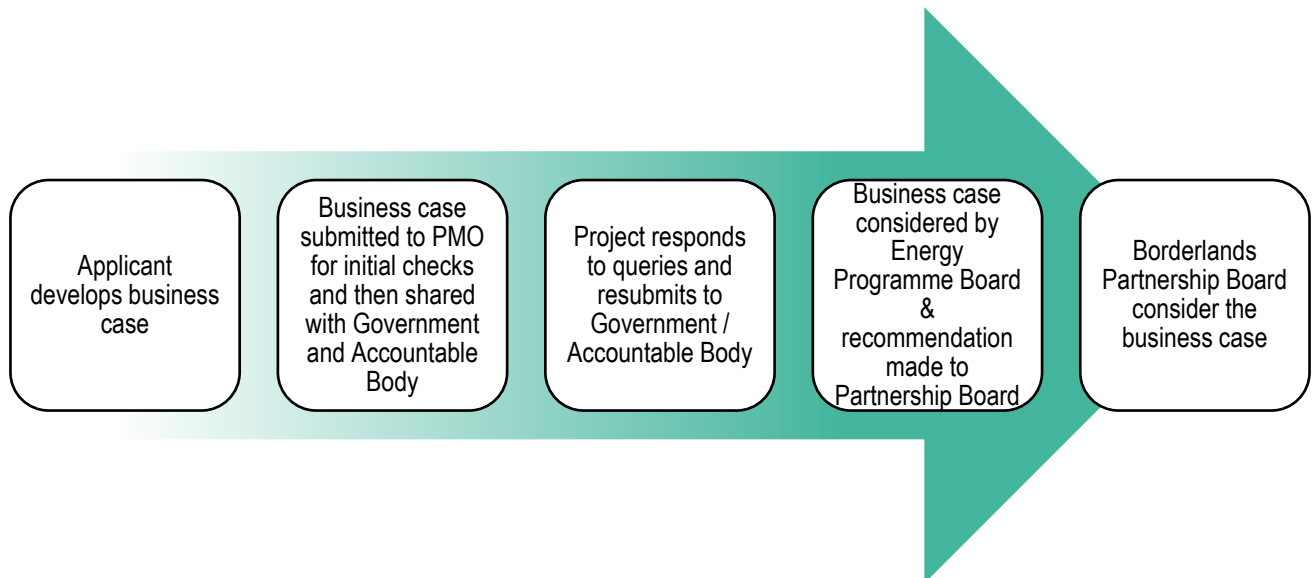 Applicant
develops business
case
Business case
submitted to PMO
for initial checks
and then shared
with Government
and Accountable
Body
Project responds
to queries and
resubmits to
Government /
Accountable Body
Business case
considered by
Energy
Programme Board
&
recommendation
made to
Partnership Board
Borderlands
Partnership Board
consider the
business case